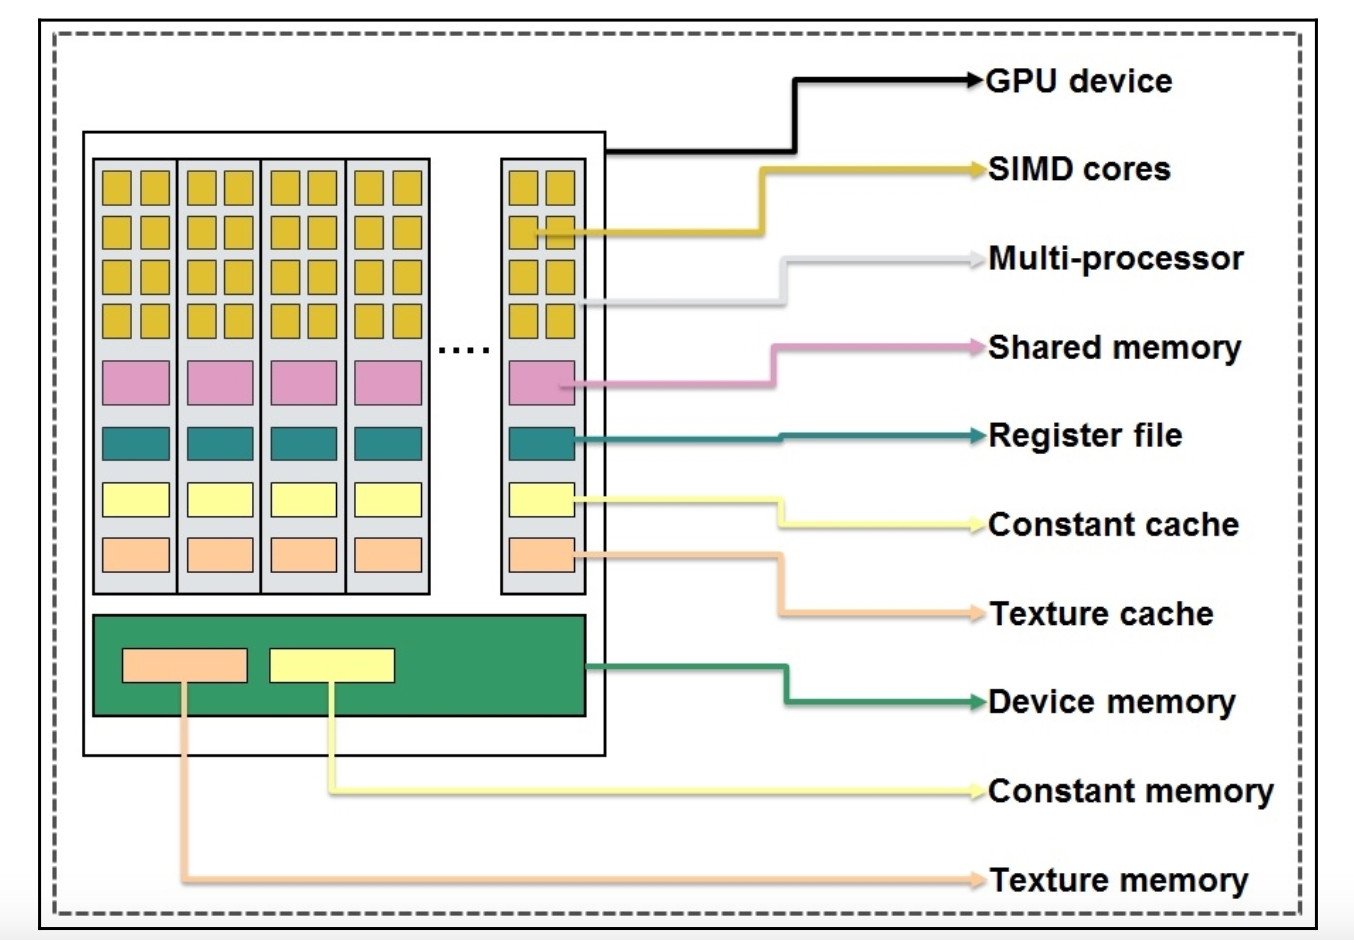 GPU device
SIMD cores
Multi-processor
Shared memory
Register file
Constant cache
Texture cache
Device memory
Constant memory
Texture memory